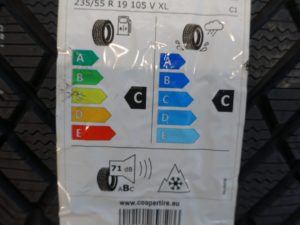 235/55 R 19 105 V XL
C1
A
B
C
D
E
C
A
B
C
D
E
C
71 dB
ABC
www.coopertire.eu